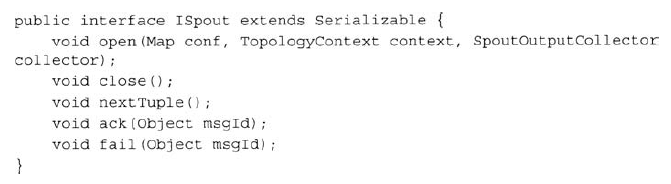 public interface ISpout extends Serializable {
    void open(Map conf, TopologyContext context, SpoutOutputCollector
collector);
    void close();
    void nextTuple();
    void ack(Object msgId);
    void fail(Object msgId);
}